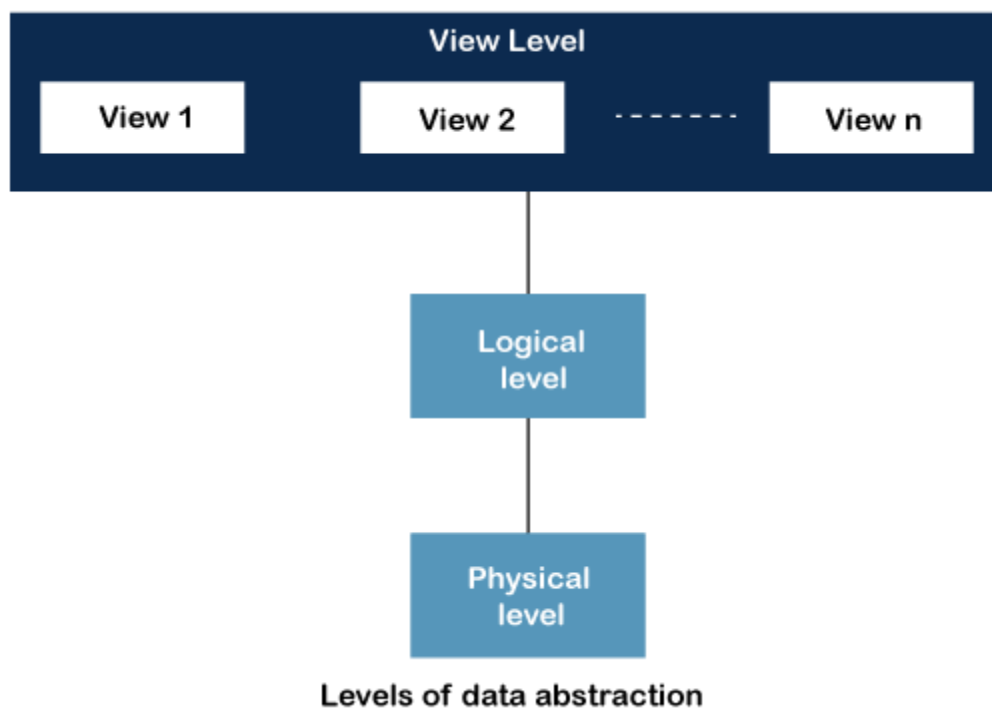 View Level
View 1
View 2
View n
Logical
level
Physical
level
Levels of data abstraction